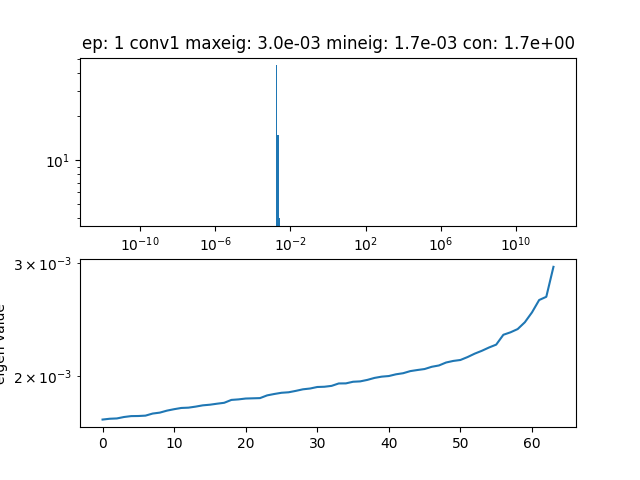 ep: 1 conv1 maxeig: 3.0e-03 mineig: 1.7e-03 con: 1.7e+00
10¹
10⁻¹⁰ 10⁻⁶ 10⁻² 10² 10⁶ 10¹⁰
3 × 10⁻³
2 × 10⁻³
eigen value
0 10 20 30 40 50 60